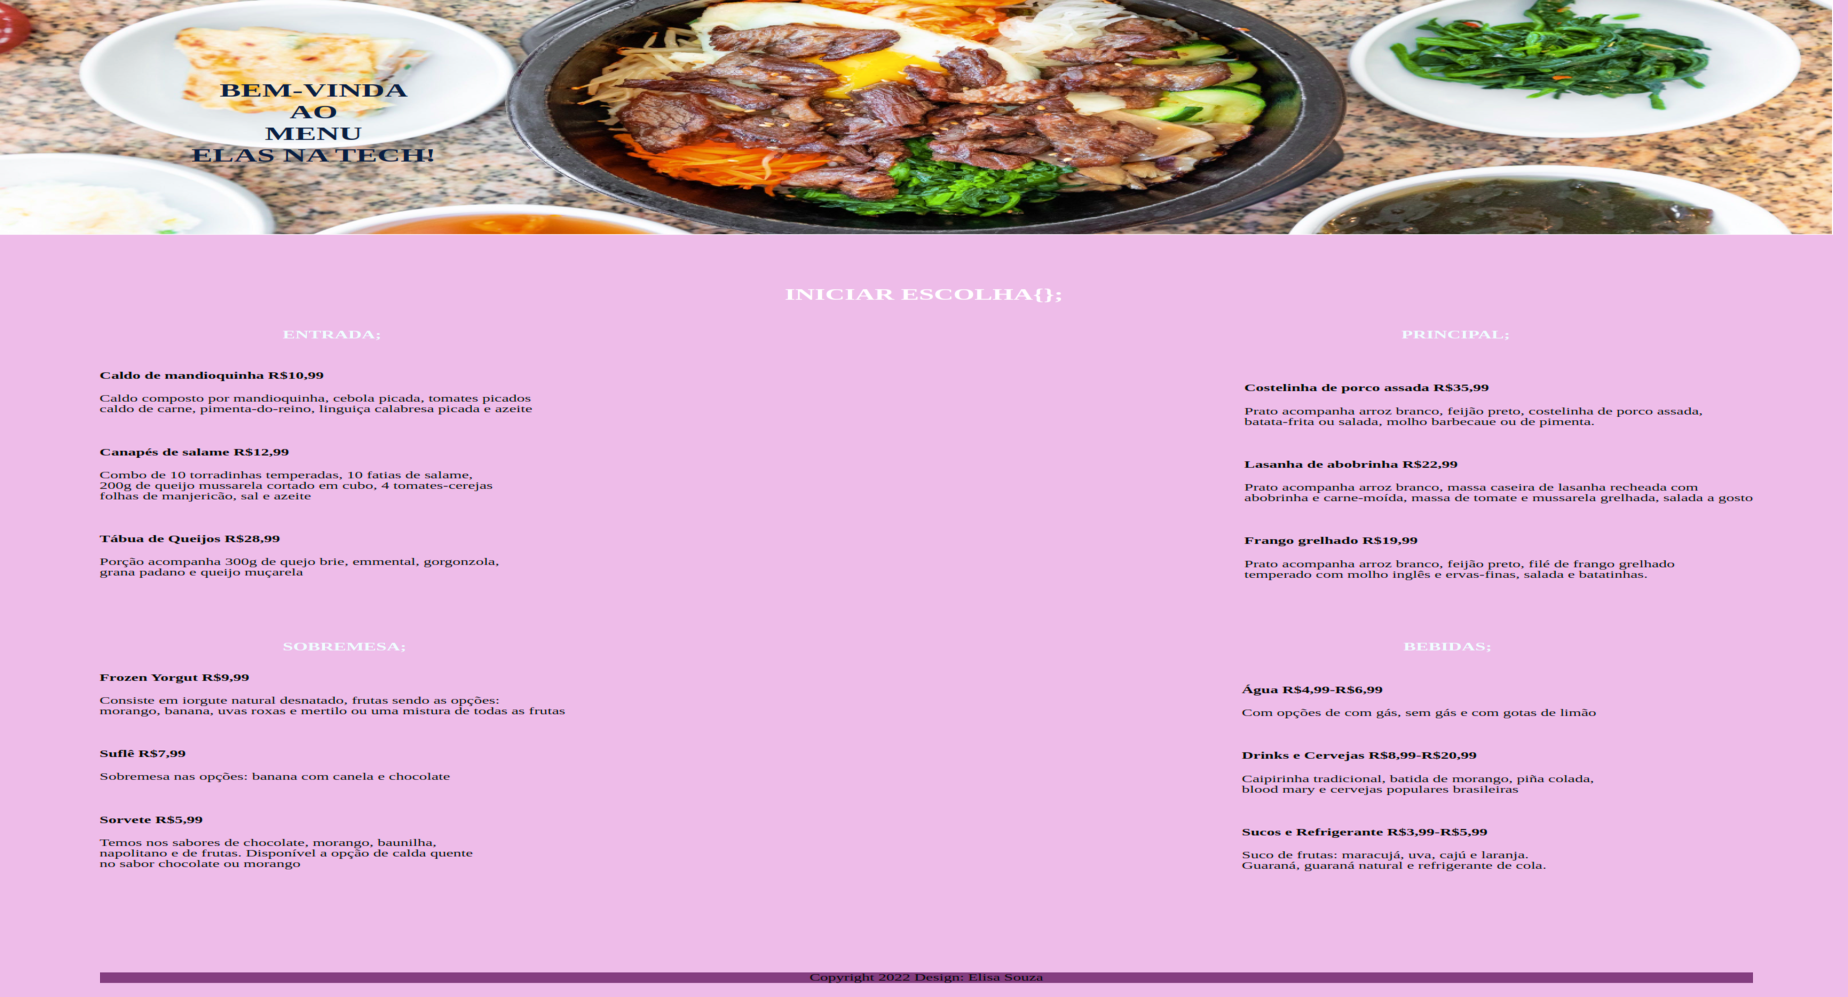 BEM-VINDA
AO
MENU
ELAS NA TECH!
INICIAR ESCOLHA{};
ENTRADA;
Caldo de mandioquinha R$10,99
Caldo composto por mandioquinha, cebola picada, tomates picados
caldo de carne, pimenta-do-reino, linguiça calabresa picada e azeite
Canapés de salame R$12,99
Combo de 10 torradinhas temperadas, 10 fatias de salame,
200g de queijo mussarela cortado em cubo, 4 tomates-cerejas
folhas de manjericão, sal e azeite
Tábua de Queijos R$28,99
Porção acompanha 300g de quejo brie, emmental, gorgonzola,
grana padano e queijo muçarela
PRINCIPAL;
Costelinha de porco assada R$35,99
Prato acompanha arroz branco, feijão preto, costelinha de porco assada,
batata-frita ou salada, molho barbecaue ou de pimenta.
Lasanha de abobrinha R$22,99
Prato acompanha arroz branco, massa caseira de lasanha recheada com
abobrinha e carne-moída, massa de tomate e mussarela grelhada, salada a gosto
Frango grelhado R$19,99
Prato acompanha arroz branco, feijão preto, filé de frango grelhado
temperado com molho inglês e ervas-finas, salada e batatinhas.
SOBREMESA;
Frozen Yorgut R$9,99
Consiste em iorgute natural desnatado, frutas sendo as opções:
morango, banana, uvas roxas e mertilo ou uma mistura de todas as frutas
Suflê R$7,99
Sobremesa nas opções: banana com canela e chocolate
Sorvete R$5,99
Temos nos sabores de chocolate, morango, baunilha,
napolitano e de frutas. Disponível a opção de calda quente
no sabor chocolate ou morango
BEBIDAS;
Água R$4,99-R$6,99
Com opções de com gás, sem gás e com gotas de limão
Drinks e Cervejas R$8,99-R$20,99
Caipirinha tradicional, batida de morango, piña colada,
blood mary e cervejas populares brasileiras
Sucos e Refrigerante R$3,99-R$5,99
Suco de frutas: maracujá, uva, cajú e laranja.
Guaraná, guaraná natural e refrigerante de cola.
Copyright 2022 Design: Elisa Souza